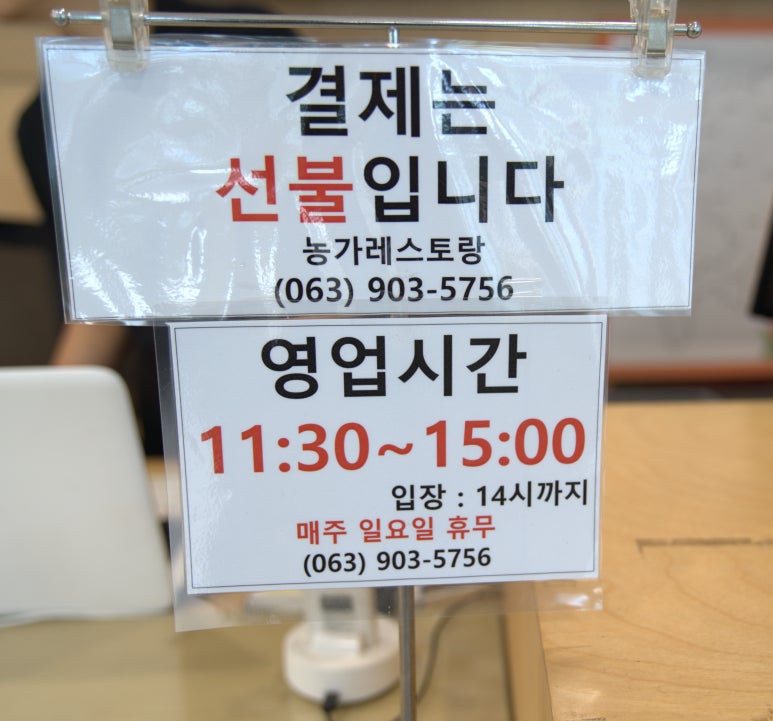 결제는
선불입니다
농가레스토랑
(063) 903-5756
영업시간
11:30~15:00
입장 : 14시까지
매주 일요일 휴무
(063) 903-5756